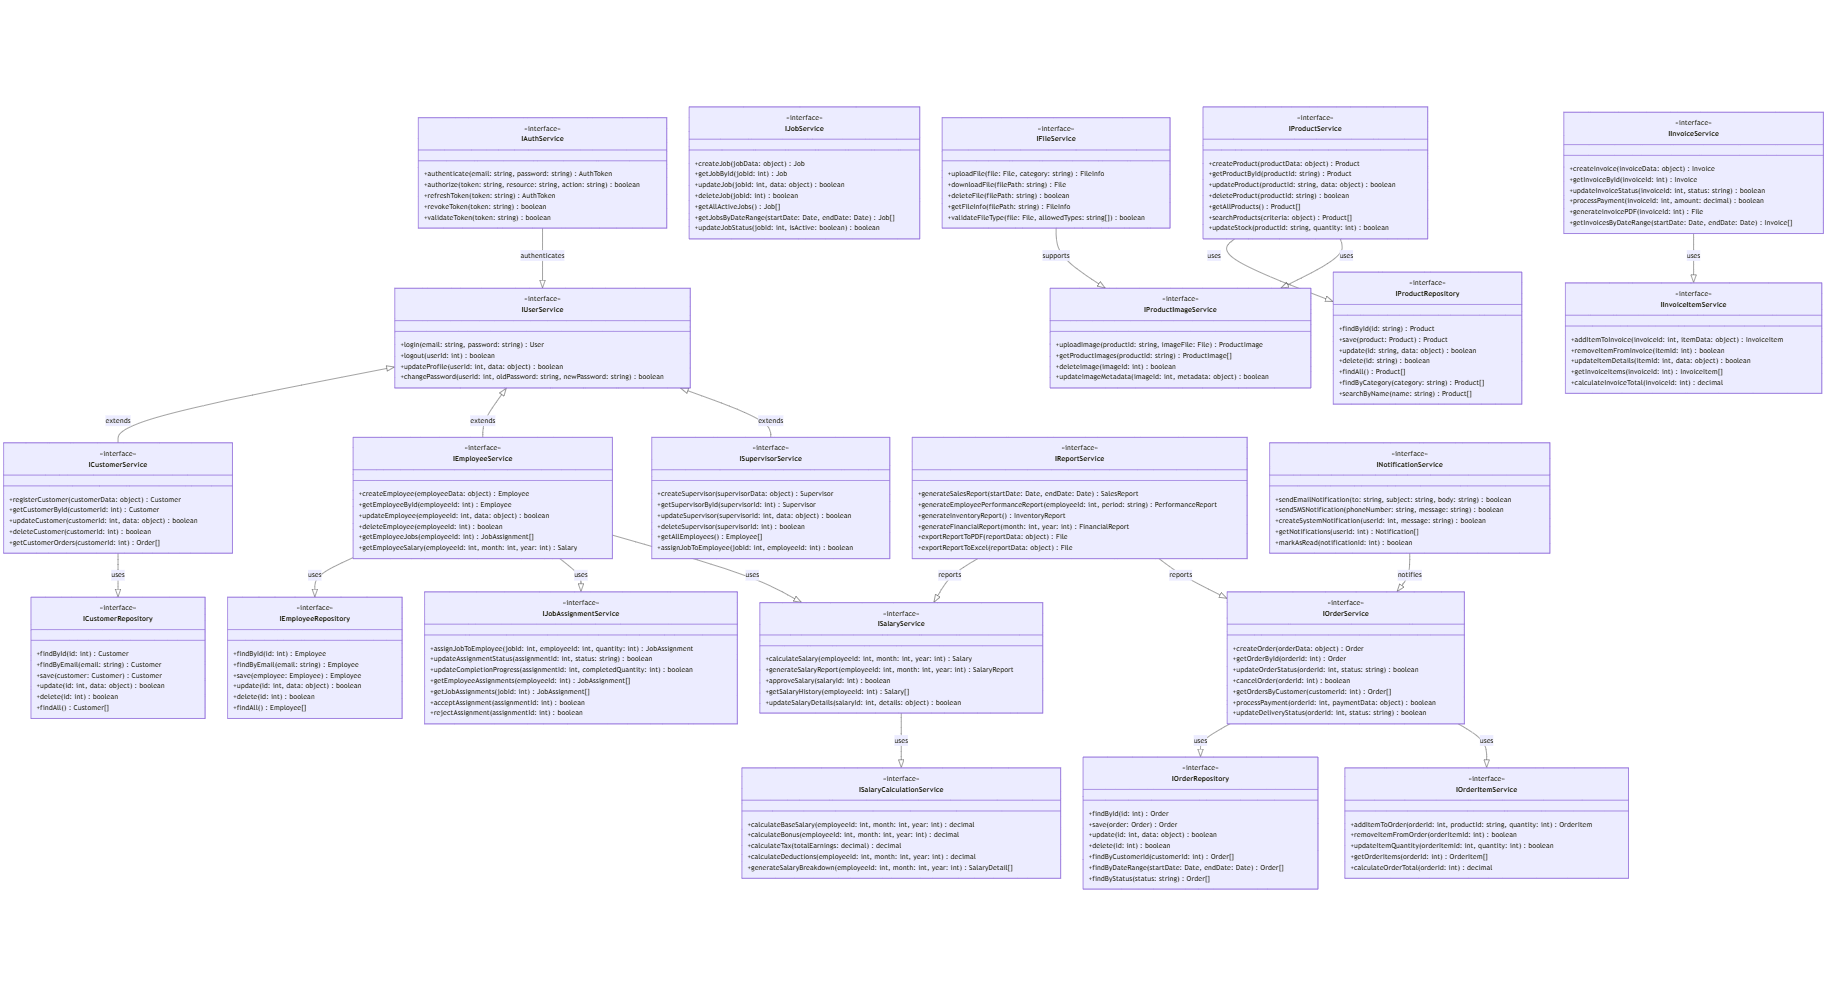 «interface»
IAuthService
+authenticate(email: string, password: string) : AuthToken
+authorize(token: string, resource: string, action: string) : boolean
+refreshToken(token: string) : AuthToken
+revokeToken(token: string) : boolean
+validateToken(token: string) : boolean
«interface»
IJobService
+createJob(jobData: object) : Job
+getJobById(jobId: int) : Job
+updateJob(jobId: int, data: object) : boolean
+deleteJob(jobId: int) : boolean
+getAllActiveJobs() : Job[]
+getJobsByDateRange(startDate: Date, endDate: Date) : Job[]
+updateJobStatus(jobId: int, isActive: boolean) : boolean
«interface»
IFileService
+uploadFile(file: File, category: string) : FileInfo
+downloadFile(filePath: string) : File
+deleteFile(filePath: string) : boolean
+getFileInfo(filePath: string) : FileInfo
+validateFileType(file: File, allowedTypes: string[]) : boolean
«interface»
IProductService
+createProduct(productData: object) : Product
+getProductById(productId: string) : Product
+updateProduct(productId: string, data: object) : boolean
+deleteProduct(productId: string) : boolean
+getAllProducts() : Product[]
+searchProducts(criteria: object) : Product[]
+updateStock(productId: string, quantity: int) : boolean
«interface»
IInvoiceService
+createInvoice(invoiceData: object) : Invoice
+getInvoiceById(invoiceId: int) : Invoice
+updateInvoiceStatus(invoiceId: int, status: string) : boolean
+processPayment(invoiceId: int, amount: decimal) : boolean
+generateInvoicePDF(invoiceId: int) : File
+getInvoicesByDateRange(startDate: Date, endDate: Date) : Invoice[]
authenticates
supports
uses
uses
uses
«interface»
IUserService
+login(email: string, password: string) : User
+logout(userId: int) : boolean
+updateProfile(userId: int, data: object) : boolean
+changePassword(userId: int, oldPassword: string, newPassword: string) : boolean
«interface»
IProductImageService
+uploadImage(productId: string, imageFile: File) : ProductImage
+getProductImages(productId: string) : ProductImage[]
+deleteImage(imageId: int) : boolean
+updateImageMetadata(imageId: int, metadata: object) : boolean
«interface»
IProductRepository
+findById(id: string) : Product
+save(product: Product) : Product
+update(id: string, data: object) : boolean
+delete(id: string) : boolean
+findAll() : Product[]
+findByCategory(category: string) : Product[]
+searchByName(name: string) : Product[]
«interface»
IInvoiceItemService
+addItemToInvoice(invoiceId: int, itemData: object) : InvoiceItem
+removeItemFromInvoice(itemId: int) : boolean
+updateItemDetails(itemId: int, data: object) : boolean
+getInvoiceItems(invoiceId: int) : InvoiceItem[]
+calculateInvoiceTotal(invoiceId: int) : decimal
extends
extends
extends
«interface»
ICustomerService
+registerCustomer(customerData: object) : Customer
+getCustomerById(customerId: int) : Customer
+updateCustomer(customerId: int, data: object) : boolean
+deleteCustomer(customerId: int) : boolean
+getCustomerOrders(customerId: int) : Order[]
«interface»
IEmployeeService
+createEmployee(employeeData: object) : Employee
+getEmployeeById(employeeId: int) : Employee
+updateEmployee(employeeId: int, data: object) : boolean
+deleteEmployee(employeeId: int) : boolean
+getEmployeeJobs(employeeId: int) : JobAssignment[]
+getEmployeeSalary(employeeId: int, month: int, year: int) : Salary
«interface»
ISupervisorService
+createSupervisor(supervisorData: object) : Supervisor
+getSupervisorById(supervisorId: int) : Supervisor
+updateSupervisor(supervisorId: int, data: object) : boolean
+deleteSupervisor(supervisorId: int) : boolean
+getAllEmployees() : Employee[]
+assignJobToEmployee(jobId: int, employeeId: int) : boolean
«interface»
IReportService
+generateSalesReport(startDate: Date, endDate: Date) : SalesReport
+generateEmployeePerformanceReport(employeeId: int, period: string) : PerformanceReport
+generateInventoryReport() : InventoryReport
+generateFinancialReport(month: int, year: int) : FinancialReport
+exportReportToPDF(reportData: object) : File
+exportReportToExcel(reportData: object) : File
«interface»
INotificationService
+sendEmailNotification(to: string, subject: string, body: string) : boolean
+sendSMSNotification(phoneNumber: string, message: string) : boolean
+createSystemNotification(userId: int, message: string) : boolean
+getNotifications(userId: int) : Notification[]
+markAsRead(notificationId: int) : boolean
uses
uses
uses
uses
reports
reports
notifies
«interface»
ICustomerRepository
+findById(id: int) : Customer
+findByEmail(email: string) : Customer
+save(customer: Customer) : Customer
+update(id: int, data: object) : boolean
+delete(id: int) : boolean
+findAll() : Customer[]
«interface»
IEmployeeRepository
+findById(id: int) : Employee
+findByEmail(email: string) : Employee
+save(employee: Employee) : Employee
+update(id: int, data: object) : boolean
+delete(id: int) : boolean
+findAll() : Employee[]
«interface»
IJobAssignmentService
+assignJobToEmployee(jobId: int, employeeId: int, quantity: int) : JobAssignment
+updateAssignmentStatus(assignmentId: int, status: string) : boolean
+updateCompletionProgress(assignmentId: int, completedQuantity: int) : boolean
+getEmployeeAssignments(employeeId: int) : JobAssignment[]
+getJobAssignments(jobId: int) : JobAssignment[]
+acceptAssignment(assignmentId: int) : boolean
+rejectAssignment(assignmentId: int) : boolean
«interface»
ISalaryService
+calculateSalary(employeeId: int, month: int, year: int) : Salary
+generateSalaryReport(employeeId: int, month: int, year: int) : SalaryReport
+approveSalary(salaryId: int) : boolean
+getSalaryHistory(employeeId: int) : Salary[]
+updateSalaryDetails(salaryId: int, details: object) : boolean
«interface»
IOrderService
+createOrder(orderData: object) : Order
+getOrderById(orderId: int) : Order
+updateOrderStatus(orderId: int, status: string) : boolean
+cancelOrder(orderId: int) : boolean
+getOrdersByCustomer(customerId: int) : Order[]
+processPayment(orderId: int, paymentData: object) : boolean
+updateDeliveryStatus(orderId: int, status: string) : boolean
uses
uses
uses
«interface»
ISalaryCalculationService
+calculateBaseSalary(employeeId: int, month: int, year: int) : decimal
+calculateBonus(employeeId: int, month: int, year: int) : decimal
+calculateTax(totalEarnings: decimal) : decimal
+calculateDeductions(employeeId: int, month: int, year: int) : decimal
+generateSalaryBreakdown(employeeId: int, month: int, year: int) : SalaryDetail[]
«interface»
IOrderRepository
+findById(id: int) : Order
+save(order: Order) : Order
+update(id: int, data: object) : boolean
+delete(id: int) : boolean
+findByCustomerId(customerId: int) : Order[]
+findByDateRange(startDate: Date, endDate: Date) : Order[]
+findByStatus(status: string) : Order[]
«interface»
IOrderItemService
+addItemToOrder(orderId: int, productId: string, quantity: int) : OrderItem
+removeItemFromOrder(orderItemId: int) : boolean
+updateItemQuantity(orderItemId: int, quantity: int) : boolean
+getOrderItems(orderId: int) : OrderItem[]
+calculateOrderTotal(orderId: int) : decimal